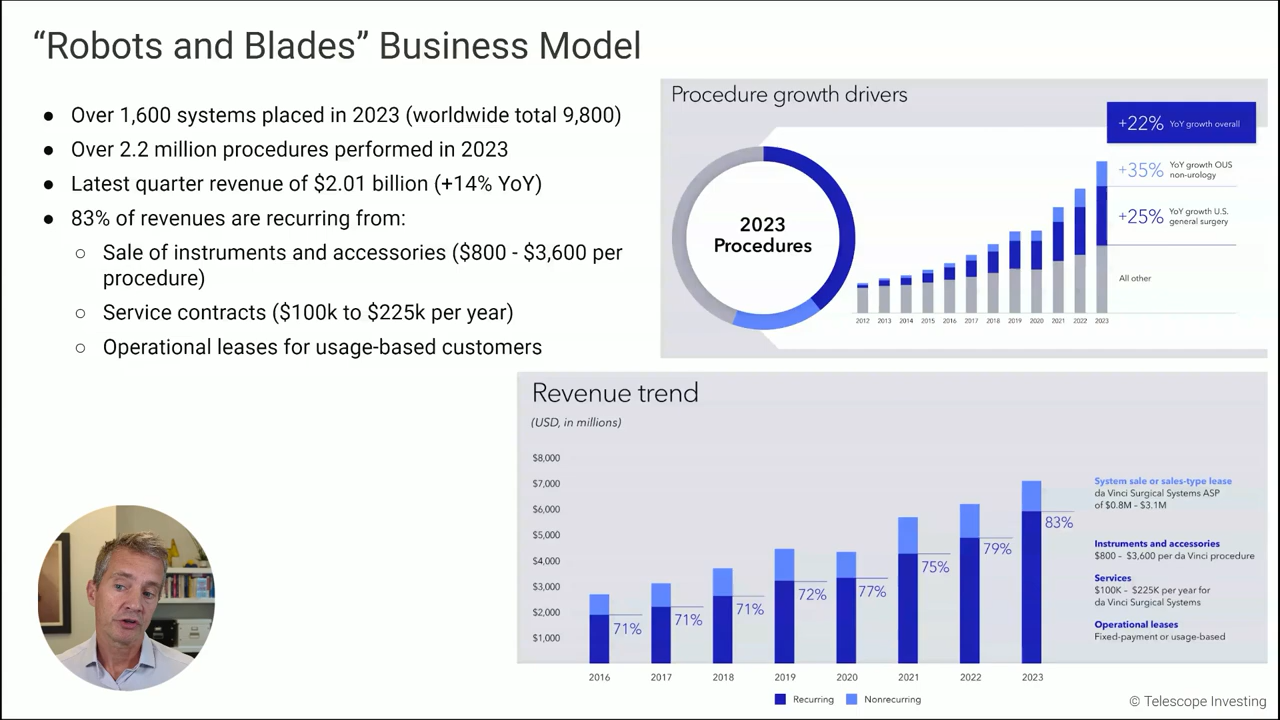 “Robots and Blades” Business Model
● Over 1,600 systems placed in 2023 (worldwide total 9,800)
● Over 2.2 million procedures performed in 2023
● Latest quarter revenue of $2.01 billion (+14% YoY)
● 83% of revenues are recurring from:
○ Sale of instruments and accessories ($800 - $3,600 per
procedure)
○ Service contracts ($100k to $225k per year)
○ Operational leases for usage-based customers
Procedure growth drivers
2023
Procedures
+22% YoY growth overall
+35% YoY growth OUS
non-urology
+25% YoY growth U.S.
general surgery
All other
2012 2013 2014 2015 2016 2017 2018 2019 2020 2021 2022 2023
Revenue trend
(USD, in millions)
$8,000
$7,000
$6,000
$5,000
$4,000
$3,000
$2,000
$1,000
71%
71%
71%
72%
77%
75%
79%
83%
2016 2017 2018 2019 2020 2021 2022 2023
Recurring Nonrecurring
System sale or sales-type lease
da Vinci Surgical Systems ASP
of $0.8M – $3.1M
Instruments and accessories
$800 – $3,600 per da Vinci procedure
Services
$100K – $225K per year for
da Vinci Surgical Systems
Operational leases
Fixed-payment or usage-based
© Telescope Investing